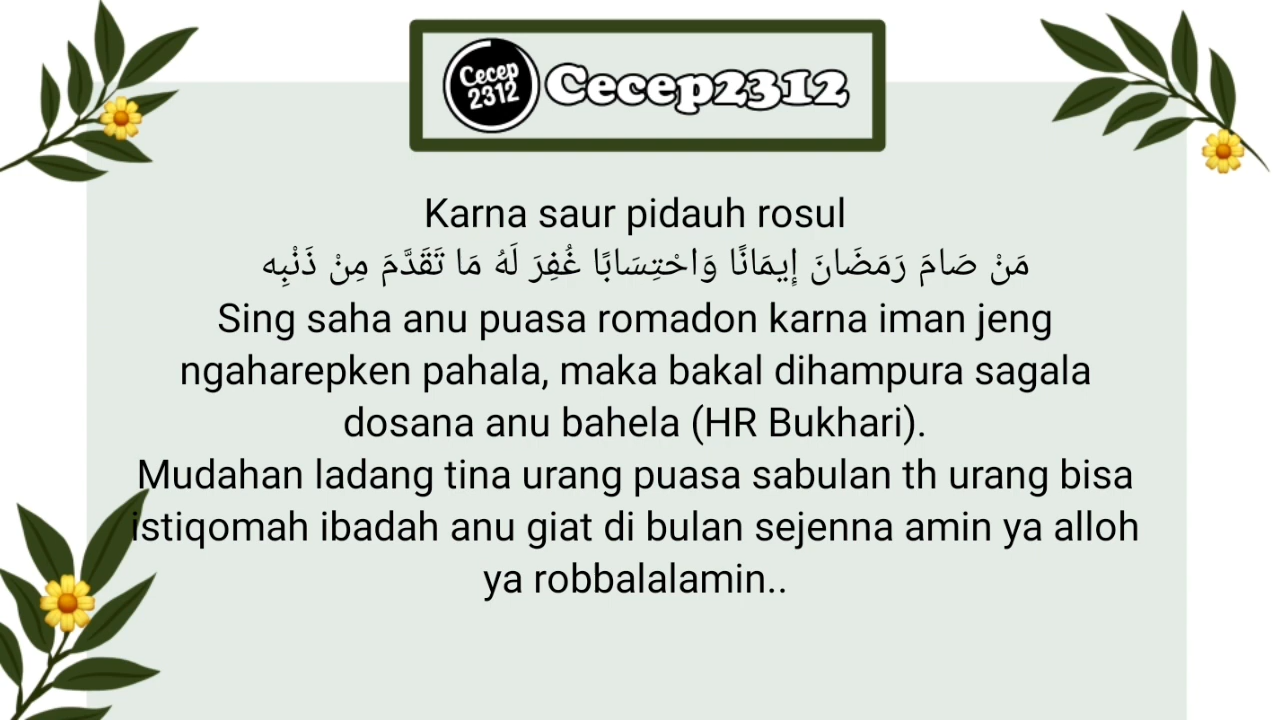 Cecep
2312
Cecep2312
Karna saur pidauh rosul
مَنْ صَامَ رَمَضَانَ إِيمَانًا وَاحْتِسَابًا غُفِرَ لَهُ مَا تَقَدَّمَ مِنْ ذَنْبِه
Sing saha anu puasa romadon karna iman jeng
ngaharepken pahala, maka bakal dihampura sagala
dosana anu bahela (HR Bukhari).
Mudahan ladang tina urang puasa sabulan th urang bisa
istiqomah ibadah anu giat di bulan sejenna amin ya alloh
ya robbalalamin..